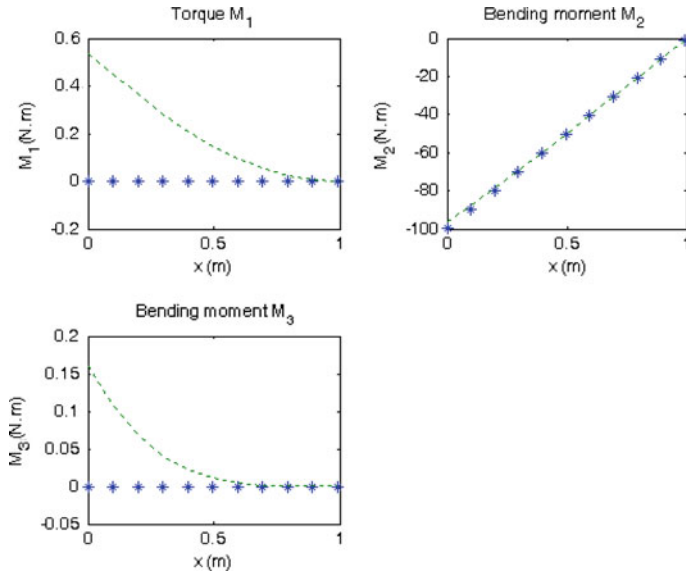 Torque M₁
M₁(N.m)
0.6
0.4
0.2
0
-0.2
0
0.5
1
x (m)
Bending moment M₂
M₂(N.m)
0
-20
-40
-60
-80
-100
0
0.5
1
x (m)
Bending moment M₃
M₃(N.m)
0.2
0.15
0.1
0.05
0
-0.05
0
0.5
1
x (m)